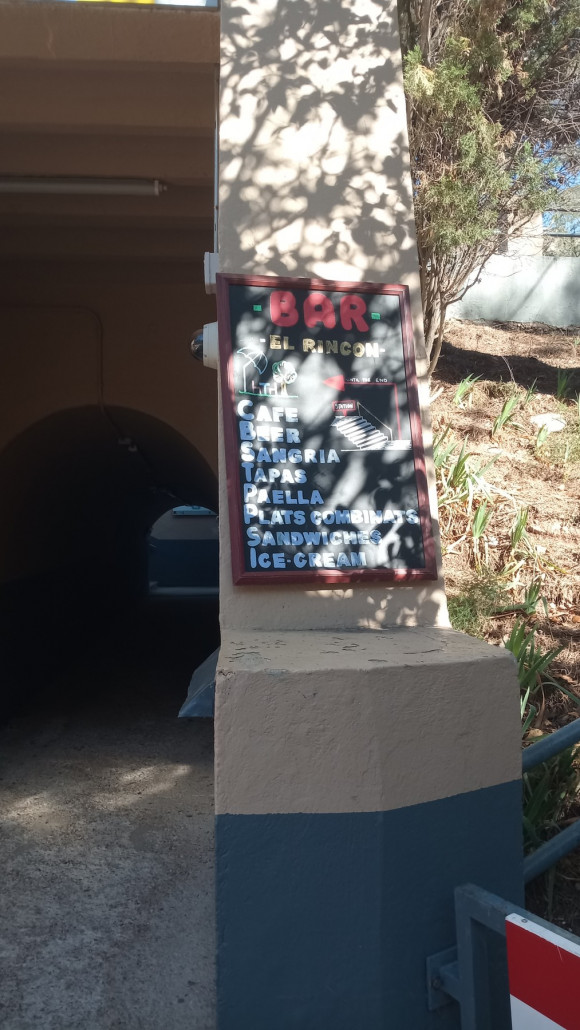 BAR
-EL RINCON-
CAFE
BEER
SANGRIA
TAPAS
PAELLA
PLATS COMBINATS
SANDWICHES
ICE-CREAM